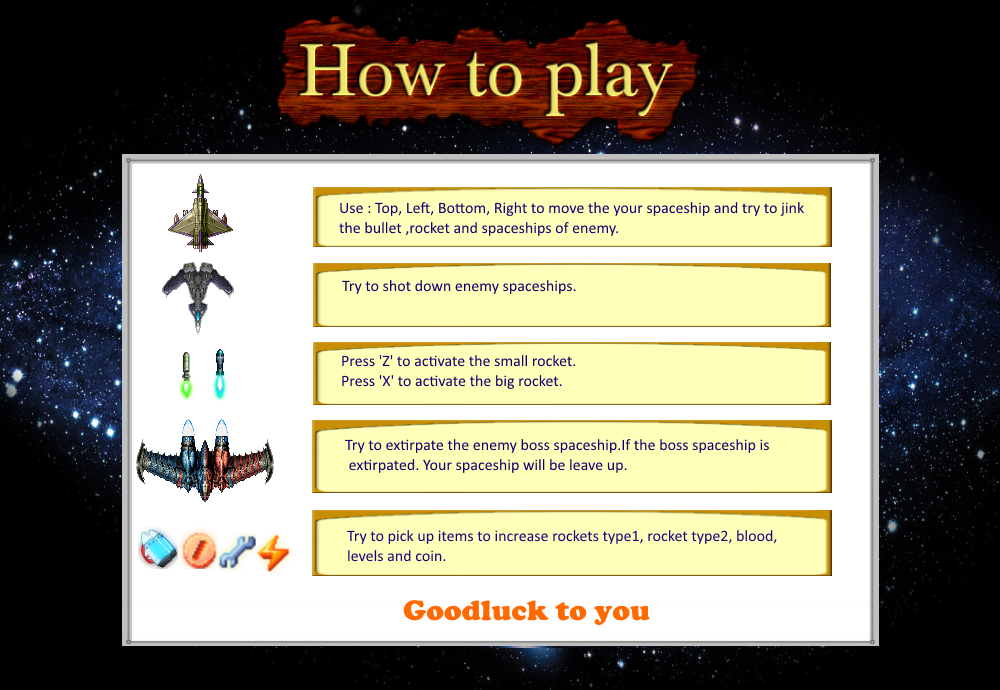 How to play
Use : Top, Left, Bottom, Right to move the your spaceship and try to jink
the bullet ,rocket and spaceships of enemy.
Try to shot down enemy spaceships.
Press 'Z' to activate the small rocket.
Press 'X' to activate the big rocket.
Try to extirpate the enemy boss spaceship.If the boss spaceship is
extirpated. Your spaceship will be leave up.
Try to pick up items to increase rockets type1, rocket type2, blood,
levels and coin.
Goodluck to you